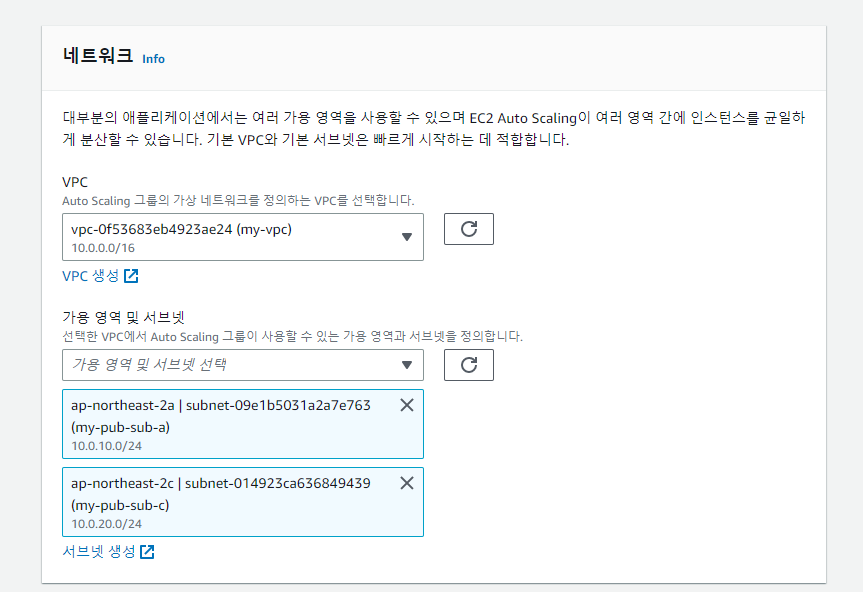 네트워크 Info
대부분의 애플리케이션에서는 여러 가용 영역을 사용할 수 있으며 EC2 Auto Scaling이 여러 영역 간에 인스턴스를 균일하
게 분산할 수 있습니다. 기본 VPC와 기본 서브넷은 빠르게 시작하는 데 적합합니다.
VPC
Auto Scaling 그룹의 가상 네트워크를 정의하는 VPC를 선택합니다.
vpc-0f53683eb4923ae24 (my-vpc)
10.0.0.0/16
VPC 생성
가용 영역 및 서브넷
선택한 VPC에서 Auto Scaling 그룹이 사용할 수 있는 가용 영역과 서브넷을 정의합니다.
가용 영역 및 서브넷 선택
ap-northeast-2a | subnet-09e1b5031a2a7e763
(my-pub-sub-a)
10.0.10.0/24
ap-northeast-2c | subnet-014923ca636849439
(my-pub-sub-c)
10.0.20.0/24
서브넷 생성